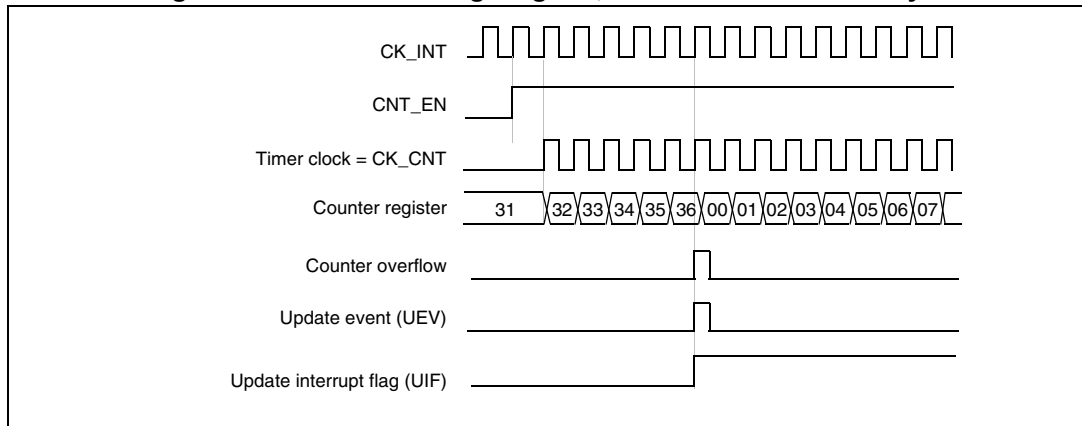 CK_INT
CNT_EN
Timer clock = CK_CNT
Counter register 31 32 33 34 35 36 00 01 02 03 04 05 06 07
Counter overflow
Update event (UEV)
Update interrupt flag (UIF)